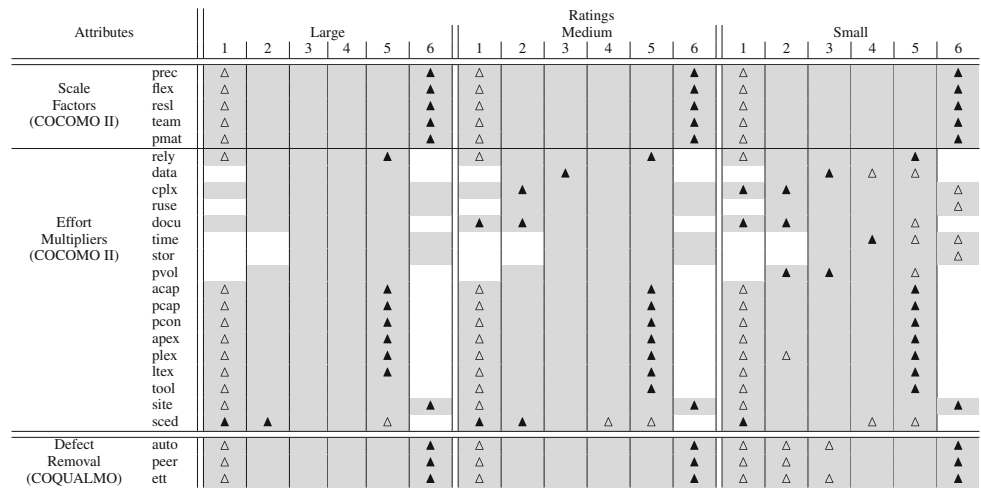 Ratings
Attributes Large Medium Small
1 2 3 4 5 6 1 2 3 4 5 6 1 2 3 4 5 6
prec △ ▲ △ ▲ △ ▲
Scale flex △ ▲ △ ▲ △ ▲
Factors resl △ ▲ △ ▲ △ ▲
(COCOMO II) team △ ▲ △ ▲ △ ▲
pmat △ ▲ △ ▲ △ ▲
rely △ ▲ △ ▲ △ ▲
data ▲ ▲ △ △
cplx ▲ ▲ ▲ △
ruse △
Effort docu ▲ ▲ ▲ ▲ △
Multipliers time ▲ △ △
(COCOMO II) stor △
pvol ▲ ▲ △
acap △ ▲ △ ▲ △ ▲
pcap △ ▲ △ ▲ △ ▲
pcon △ ▲ △ ▲ △ ▲
apex △ ▲ △ ▲ △ ▲
plex △ ▲ △ ▲ △ △ ▲
ltex △ ▲ △ ▲ △ ▲
tool △ △ ▲ △ ▲
site △ ▲ △ ▲ △ ▲
sced ▲ ▲ △ ▲ ▲ △ △ ▲ △ △
Defect auto △ ▲ △ ▲ △ △ △ ▲
Removal peer △ ▲ △ ▲ △ △ ▲
(COQUALMO) ett △ ▲ △ ▲ △ △ △ ▲